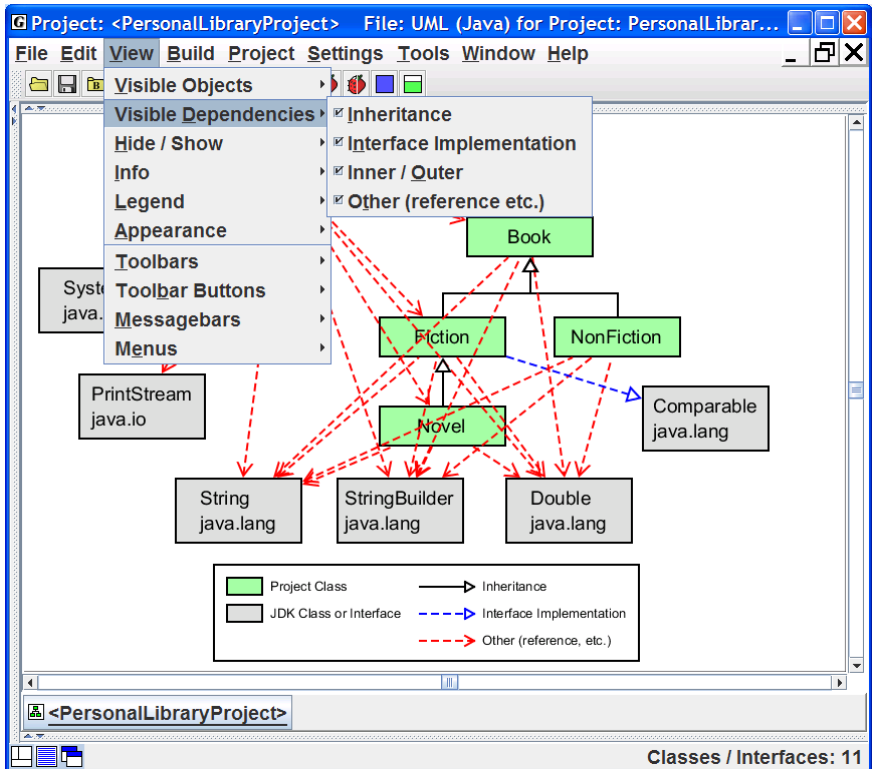 G Project: <PersonalLibraryProject> File: UML (Java) for Project: PersonalLibrar...
File Edit View Build Project Settings Tools Window Help
Visible Objects
Visible Dependencies
Hide / Show
Info
Legend
Appearance
Toolbars
Toolbar Buttons
Messagebars
Menus
Inheritance
Interface Implementation
Inner / Outer
Other (reference etc.)
Book
Syste
java.
Fiction
NonFiction
PrintStream
java.io
Comparable
java.lang
Novel
String
java.lang
StringBuilder
java.lang
Double
java.lang
Project Class
Inheritance
JDK Class or Interface
Interface Implementation
Other (reference, etc.)
<PersonalLibraryProject>
Classes / Interfaces: 11